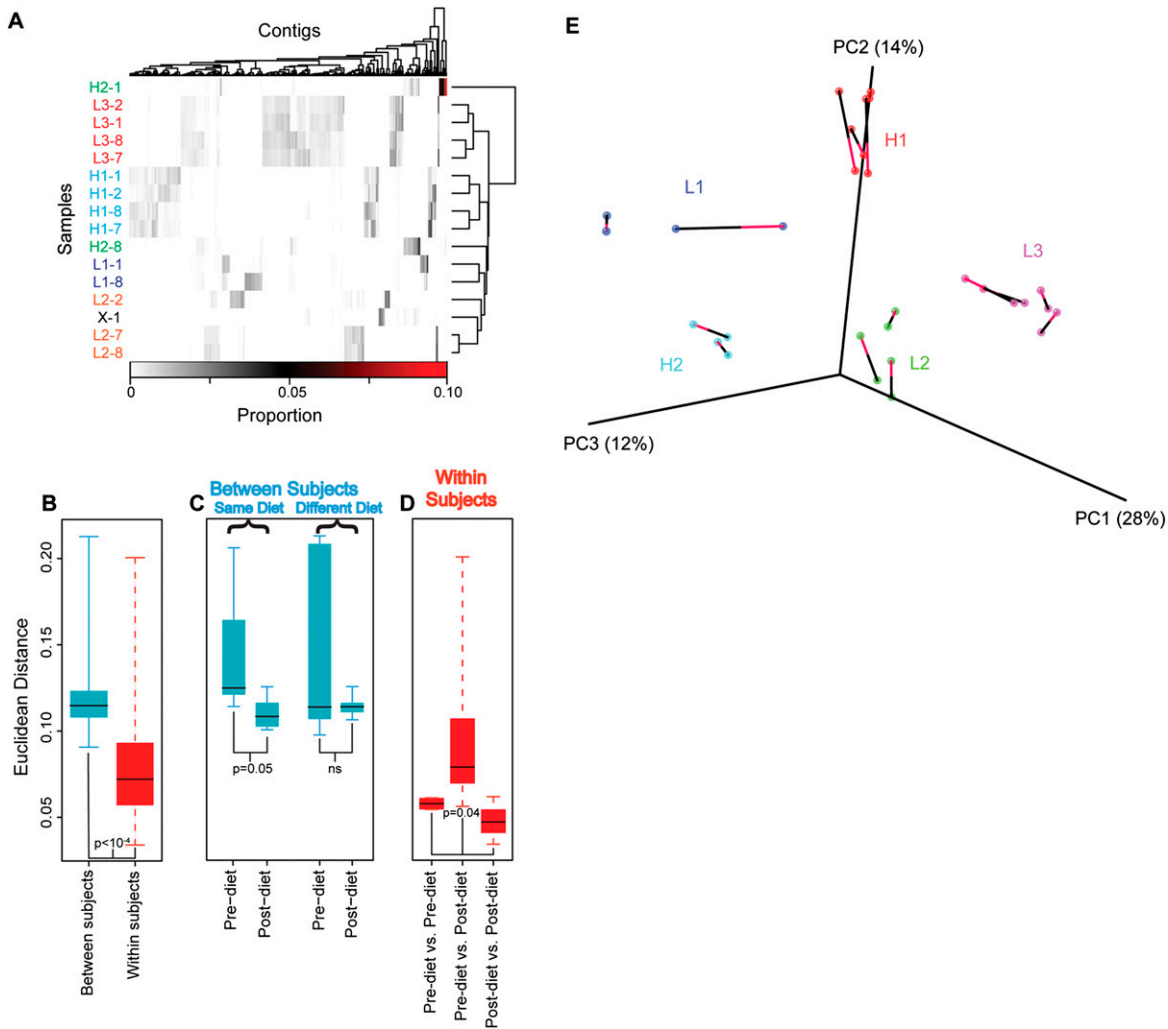 A
Contigs
Samples
H2-1
L3-2
L3-1
L3-8
L3-7
H1-1
H1-2
H1-8
H1-7
H2-8
L1-1
L1-8
L2-2
X-1
L2-7
L2-8
0
0.05
0.10
Proportion
E
PC2 (14%)
H1
L1
L3
H2
L2
PC3 (12%)
PC1 (28%)
B
Euclidean Distance
0.20
0.15
0.10
0.05
p<10-4
Between subjects
Within subjects
C
Between Subjects
Same Diet
Different Diet
p=0.05
ns
Pre-diet
Post-diet
Pre-diet
Post-diet
D
Within
Subjects
p=0.04
Pre-diet vs. Pre-diet
Pre-diet vs. Post-diet
Post-diet vs. Post-diet